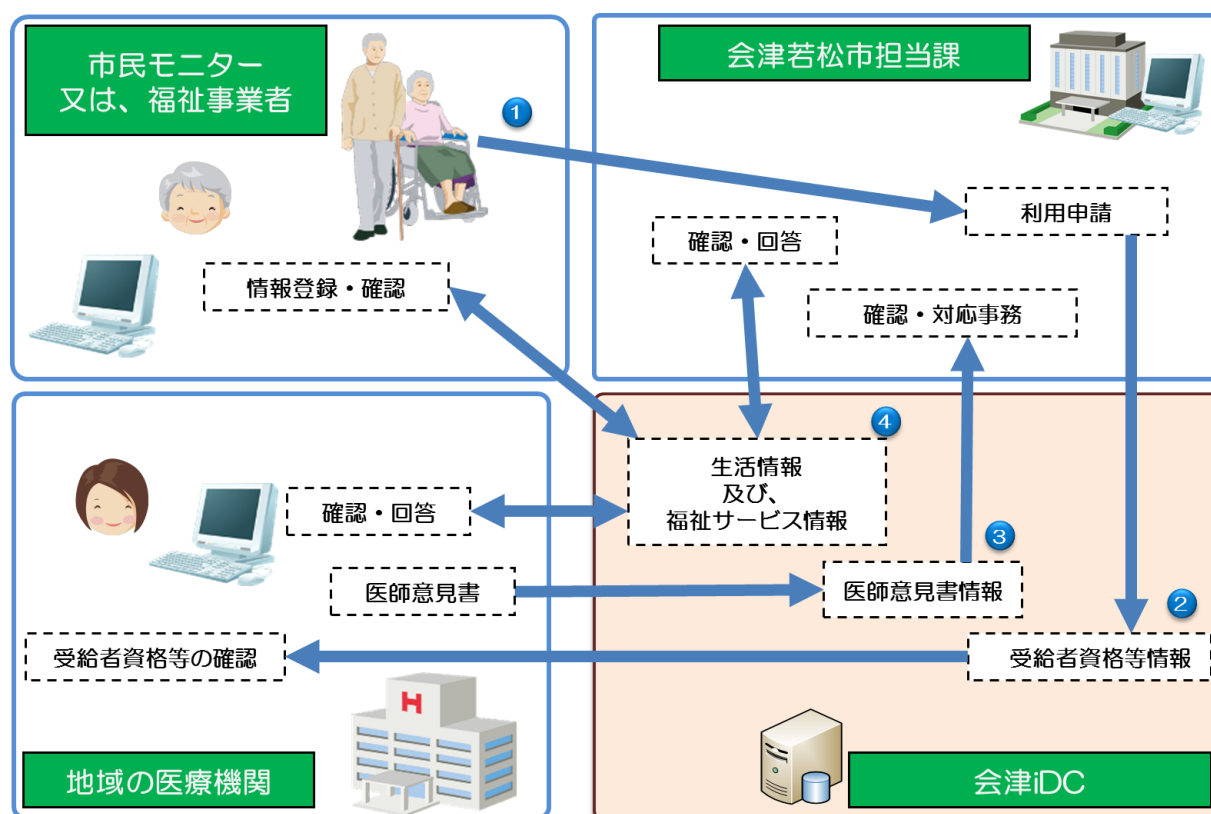 市民モニター
又は、福祉事業者
会津若松市担当課
1
利用申請
確認・回答
情報登録・確認
確認・対応事務
4
生活情報
及び、
福祉サービス情報
確認・回答
3
医師意見書
医師意見書情報
2
受給者資格等の確認
受給者資格等情報
H
地域の医療機関
会津iDC